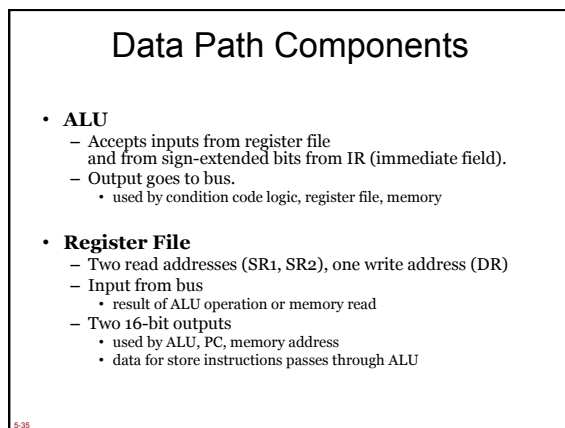 Data Path Components
• ALU
– Accepts inputs from register file
and from sign-extended bits from IR (immediate field).
– Output goes to bus.
• used by condition code logic, register file, memory
• Register File
– Two read addresses (SR1, SR2), one write address (DR)
– Input from bus
• result of ALU operation or memory read
– Two 16-bit outputs
• used by ALU, PC, memory address
• data for store instructions passes through ALU
5-35